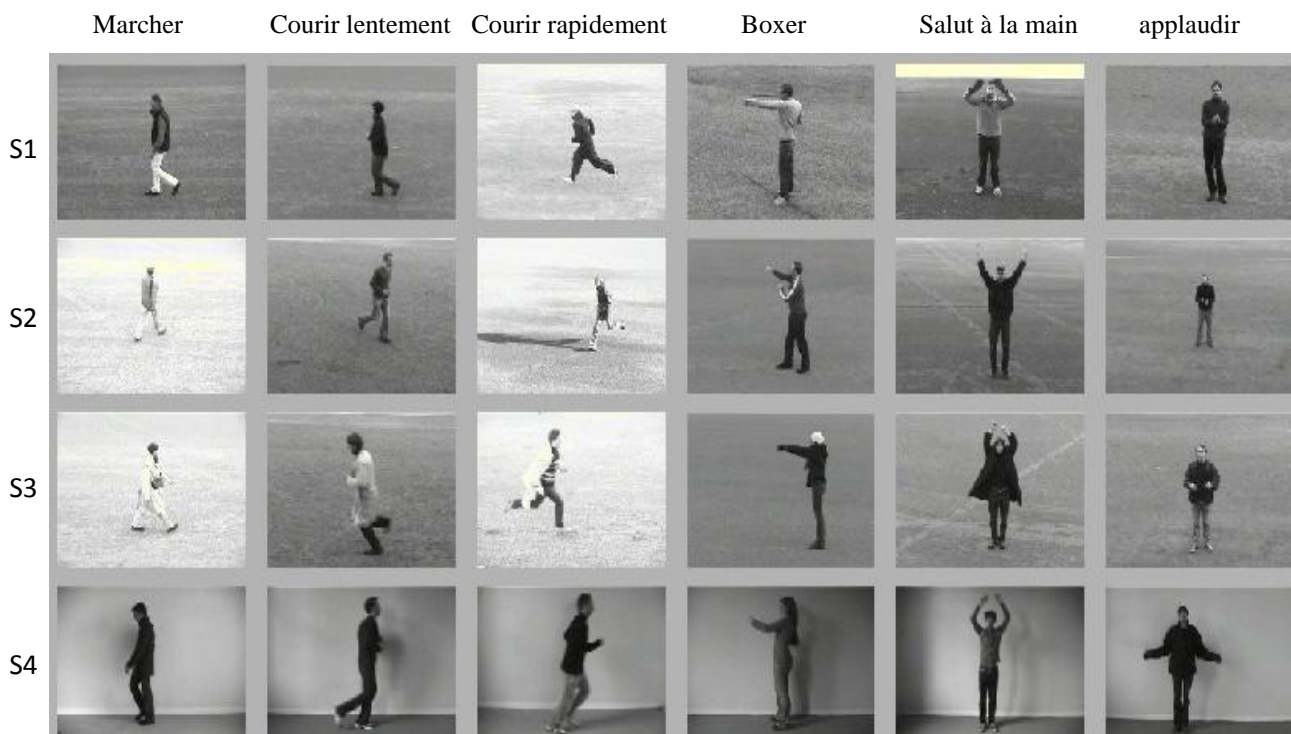 Marcher Courir lentement Courir rapidement Boxer Salut à la main applaudir
S1
S2
S3
S4